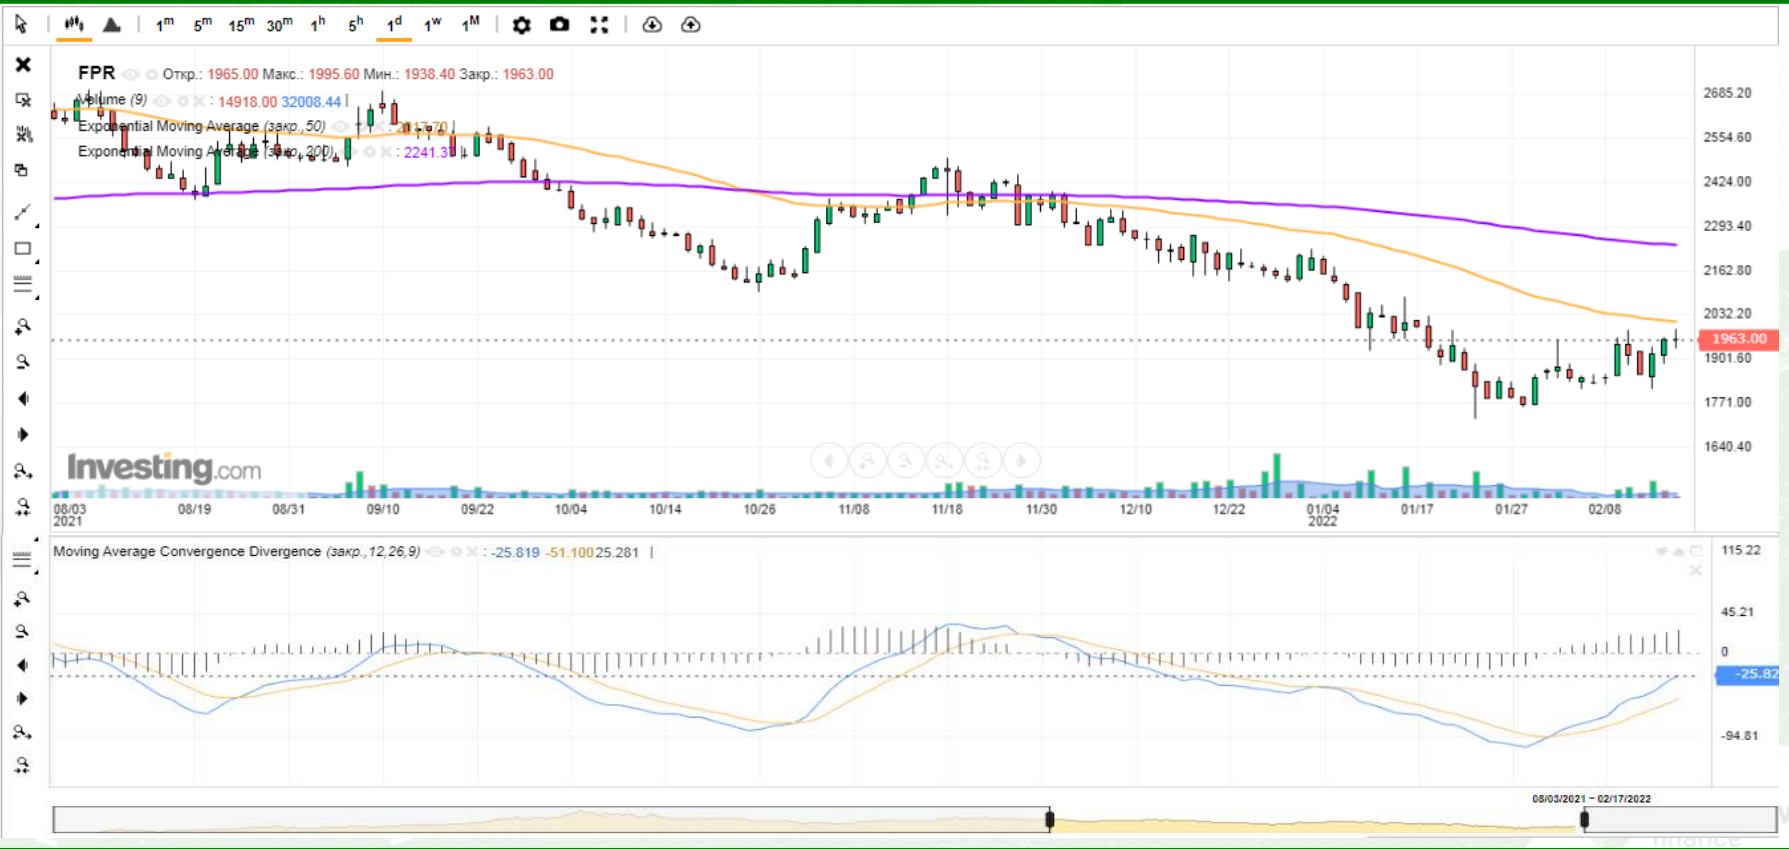 1m 5m 15m 30m 1h 5h 1d 1w 1M
FPR Откр.: 1965.00 Макс.: 1995.60 Мин.: 1938.40 Закр.: 1963.00
Volume (9) : 14918.00 32008.44
Exponential Moving Average (закр.,50) :
Exponential Moving Average (закр.,200) : 2241.37
2685.20
2554.60
2424.00
2293.40
2162.80
2032.20
1963.00
1901.60
1771.00
1640.40
Investing.com
08/03 08/19 08/31 09/10 09/22 10/04 10/14 10/26 11/08 11/18 11/30 12/10 12/22 01/04 01/17 01/27 02/08
2021 2022
Moving Average Convergence Divergence (закр.,12,26,9) : -25.819 -51.100 25.281
115.22
45.21
0
-25.82
-94.81
08/03/2021 - 02/17/2022